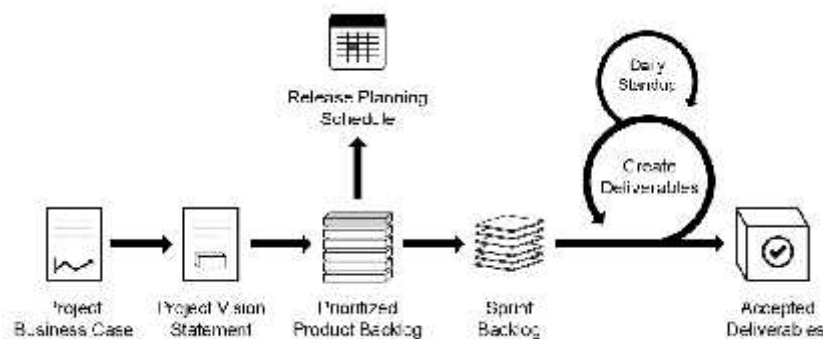 Daily
Standup
Release Planning
Schedule
Create
Deliverables
Project
Business Case
Project Vision
Statement
Prioritized
Product Backlog
Sprint
Backlog
Accepted
Deliverables